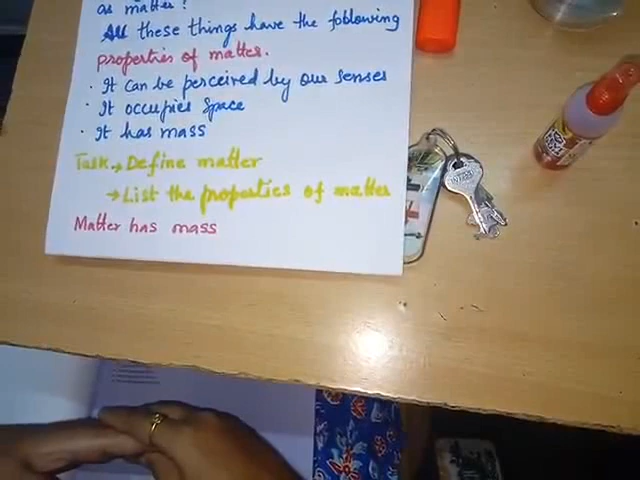 as matter?
All these things have the following
properties of matter.
· It can be perceived by our senses
· It occupies space
· It has mass
Task → Define matter
→ List the properties of matter
Matter has mass